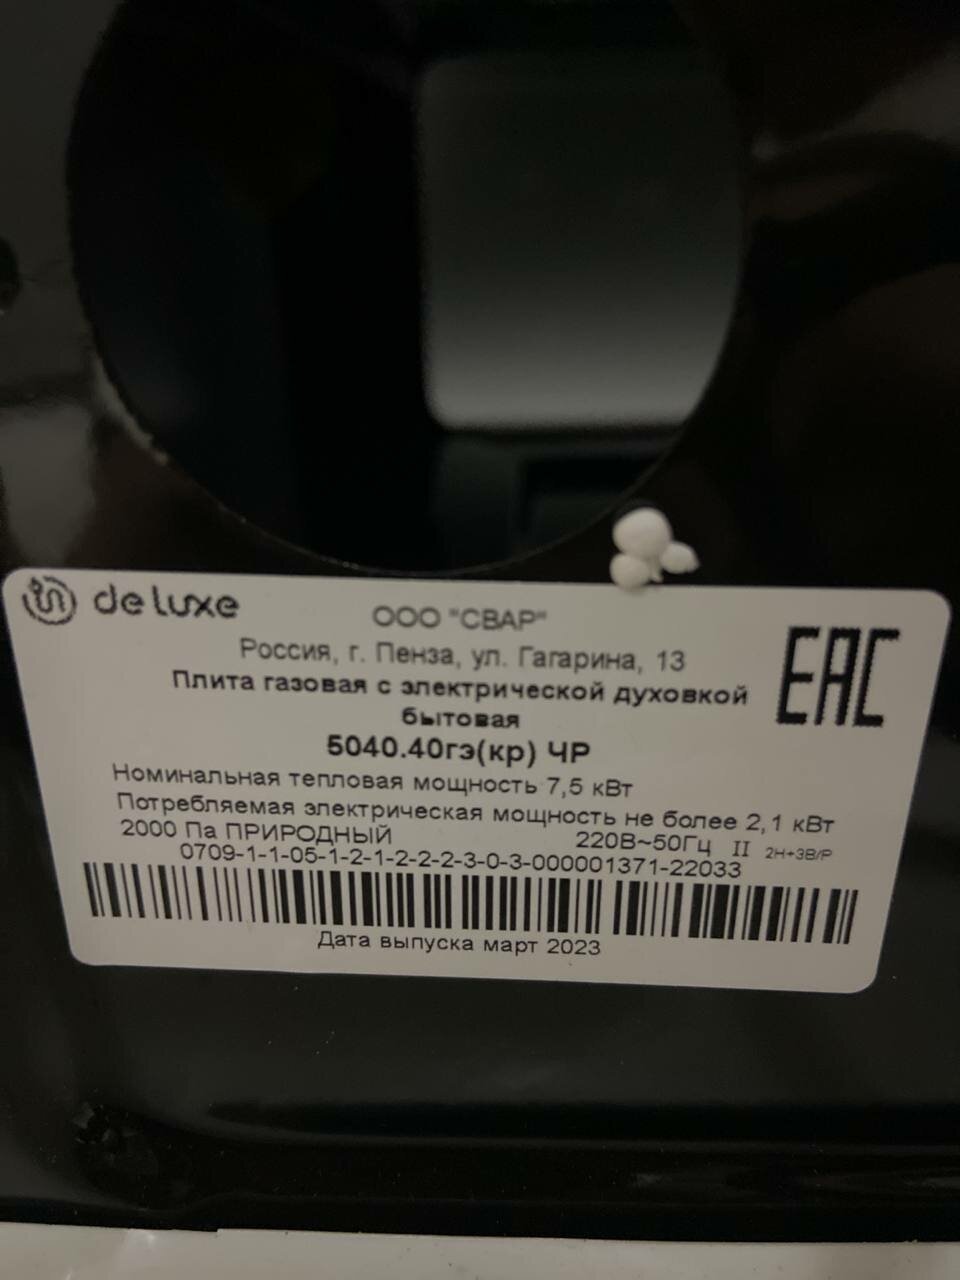 de luxe
ООО "СВАР"
Россия, г. Пенза, ул. Гагарина, 13
ЕАС
Плита газовая с электрической духовкой
бытовая
5040.40гэ(кр) ЧР
Номинальная тепловая мощность 7,5 кВт
Потребляемая электрическая мощность не более 2,1 кВт
2000 Па ПРИРОДНЫЙ 220В~50Гц II 2Н+3В/Р
0709-1-1-05-1-2-1-2-2-2-3-0-3-000001371-22033
Дата выпуска март 2023